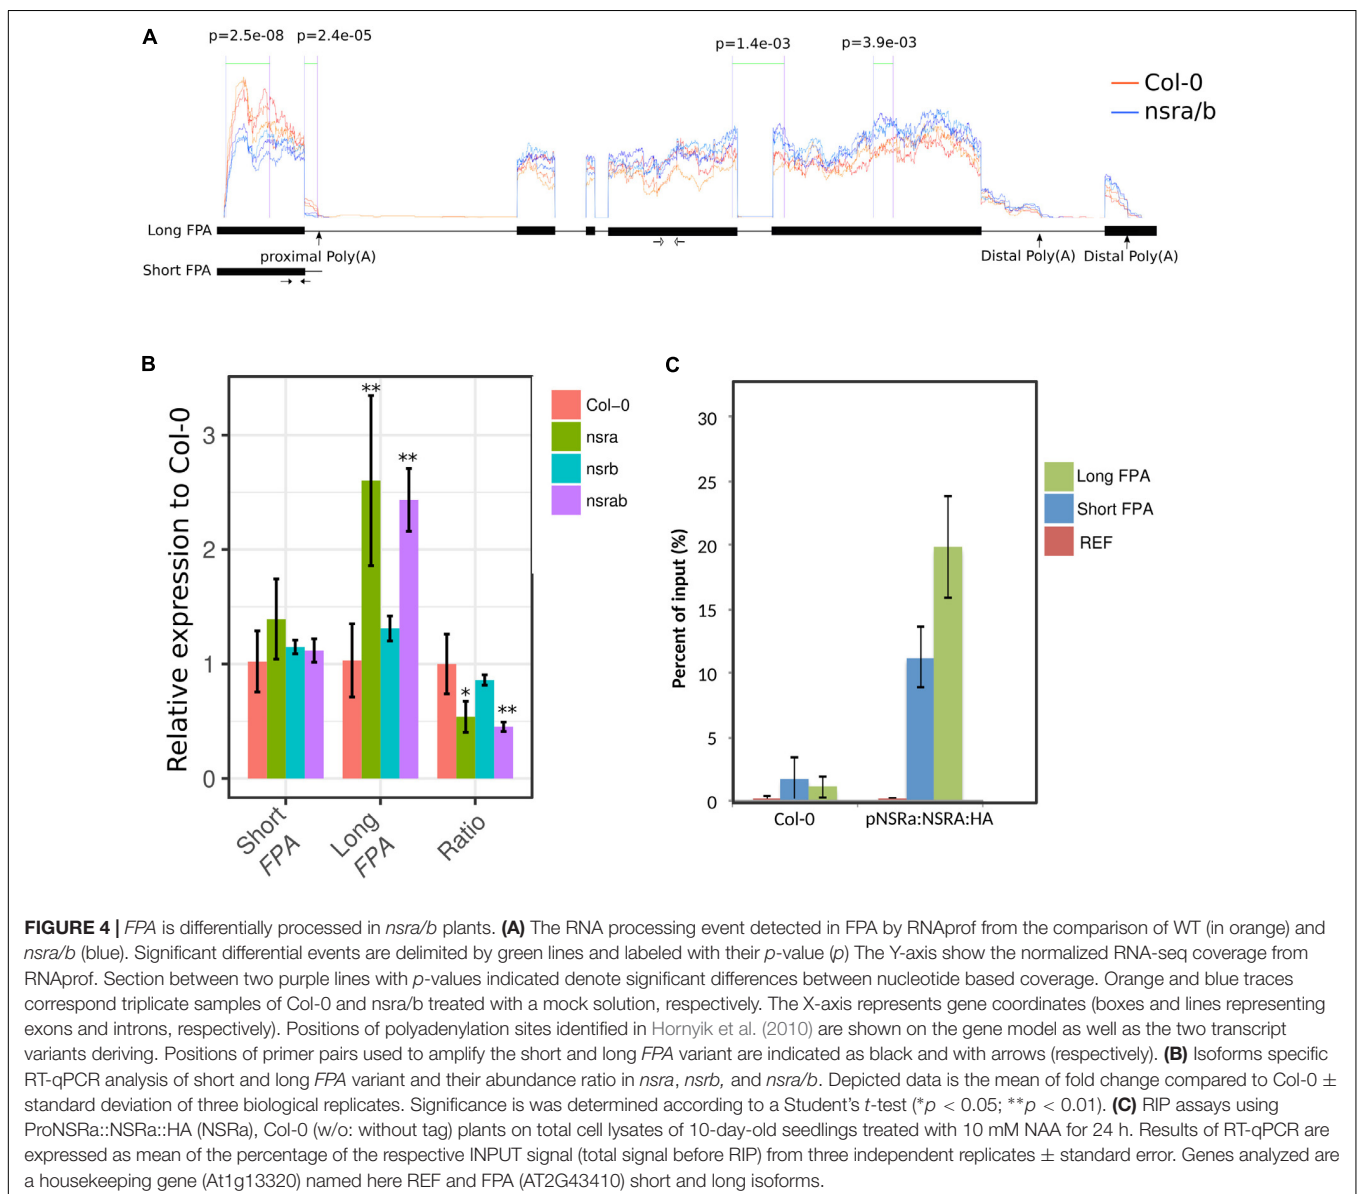 A
p=2.5e-08
p=2.4e-05
p=1.4e-03
p=3.9e-03
Col-0
nsra/b
Long FPA
proximal Poly(A)
Distal Poly(A)
Distal Poly(A)
Short FPA
B
Relative expression to Col-0
3
2
1
0
**
**
*
**
Short FPA
Long FPA
Ratio
Col-0
nsra
nsrb
nsrab
C
Percent of input (%)
30
25
20
15
10
5
0
Col-0
pNSRa:NSRA:HA
Long FPA
Short FPA
REF
FIGURE 4 | FPA is differentially processed in nsra/b plants. (A) The RNA processing event detected in FPA by RNAprof from the comparison of WT (in orange) and
nsra/b (blue). Significant differential events are delimited by green lines and labeled with their p-value (p) The Y-axis show the normalized RNA-seq coverage from
RNAprof. Section between two purple lines with p-values indicated denote significant differences between nucleotide based coverage. Orange and blue traces
correspond triplicate samples of Col-0 and nsra/b treated with a mock solution, respectively. The X-axis represents gene coordinates (boxes and lines representing
exons and introns, respectively). Positions of polyadenylation sites identified in Hornyik et al. (2010) are shown on the gene model as well as the two transcript
variants deriving. Positions of primer pairs used to amplify the short and long FPA variant are indicated as black and with arrows (respectively). (B) Isoforms specific
RT-qPCR analysis of short and long FPA variant and their abundance ratio in nsra, nsrb, and nsra/b. Depicted data is the mean of fold change compared to Col-0 ±
standard deviation of three biological replicates. Significance is was determined according to a Student's t-test (*p < 0.05; **p < 0.01). (C) RIP assays using
ProNSRa::NSRa::HA (NSRa), Col-0 (w/o: without tag) plants on total cell lysates of 10-day-old seedlings treated with 10 mM NAA for 24 h. Results of RT-qPCR are
expressed as mean of the percentage of the respective INPUT signal (total signal before RIP) from three independent replicates ± standard error. Genes analyzed are
a housekeeping gene (At1g13320) named here REF and FPA (AT2G43410) short and long isoforms.